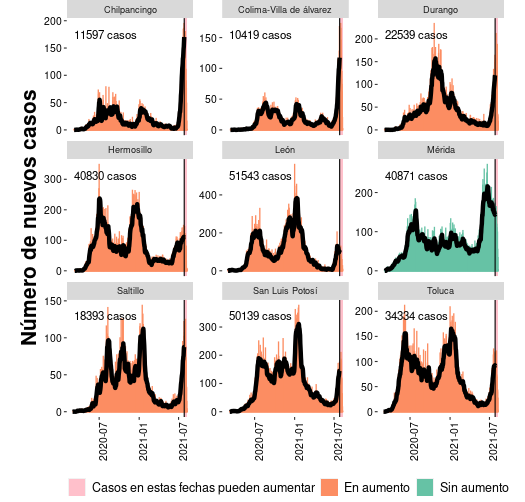 Número de nuevos casos
Chilpancingo
Colima-Villa de álvarez
Durango
200
150
100
50
0
11597 casos
150
100
50
0
10419 casos
200
150
100
50
0
22539 casos
Hermosillo
León
Mérida
300
200
100
0
40830 casos
400
200
0
51543 casos
200
100
0
40871 casos
Saltillo
San Luis Potosí
Toluca
150
100
50
0
18393 casos
300
200
100
0
50139 casos
200
150
100
50
0
34334 casos
2020-07
2021-01
2021-07
2020-07
2021-01
2021-07
2020-07
2021-01
2021-07
Casos en estas fechas pueden aumentar
En aumento
Sin aumento